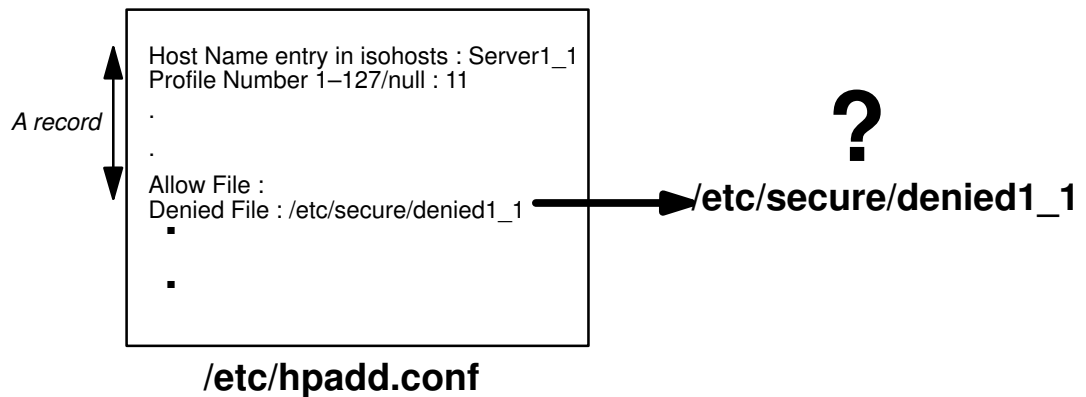 Host Name entry in isohosts : Server1_1
Profile Number 1–127/null : 11
A record
.
.
Allow File :
Denied File : /etc/secure/denied1_1
.
.
?
/etc/secure/denied1_1
/etc/hpadd.conf